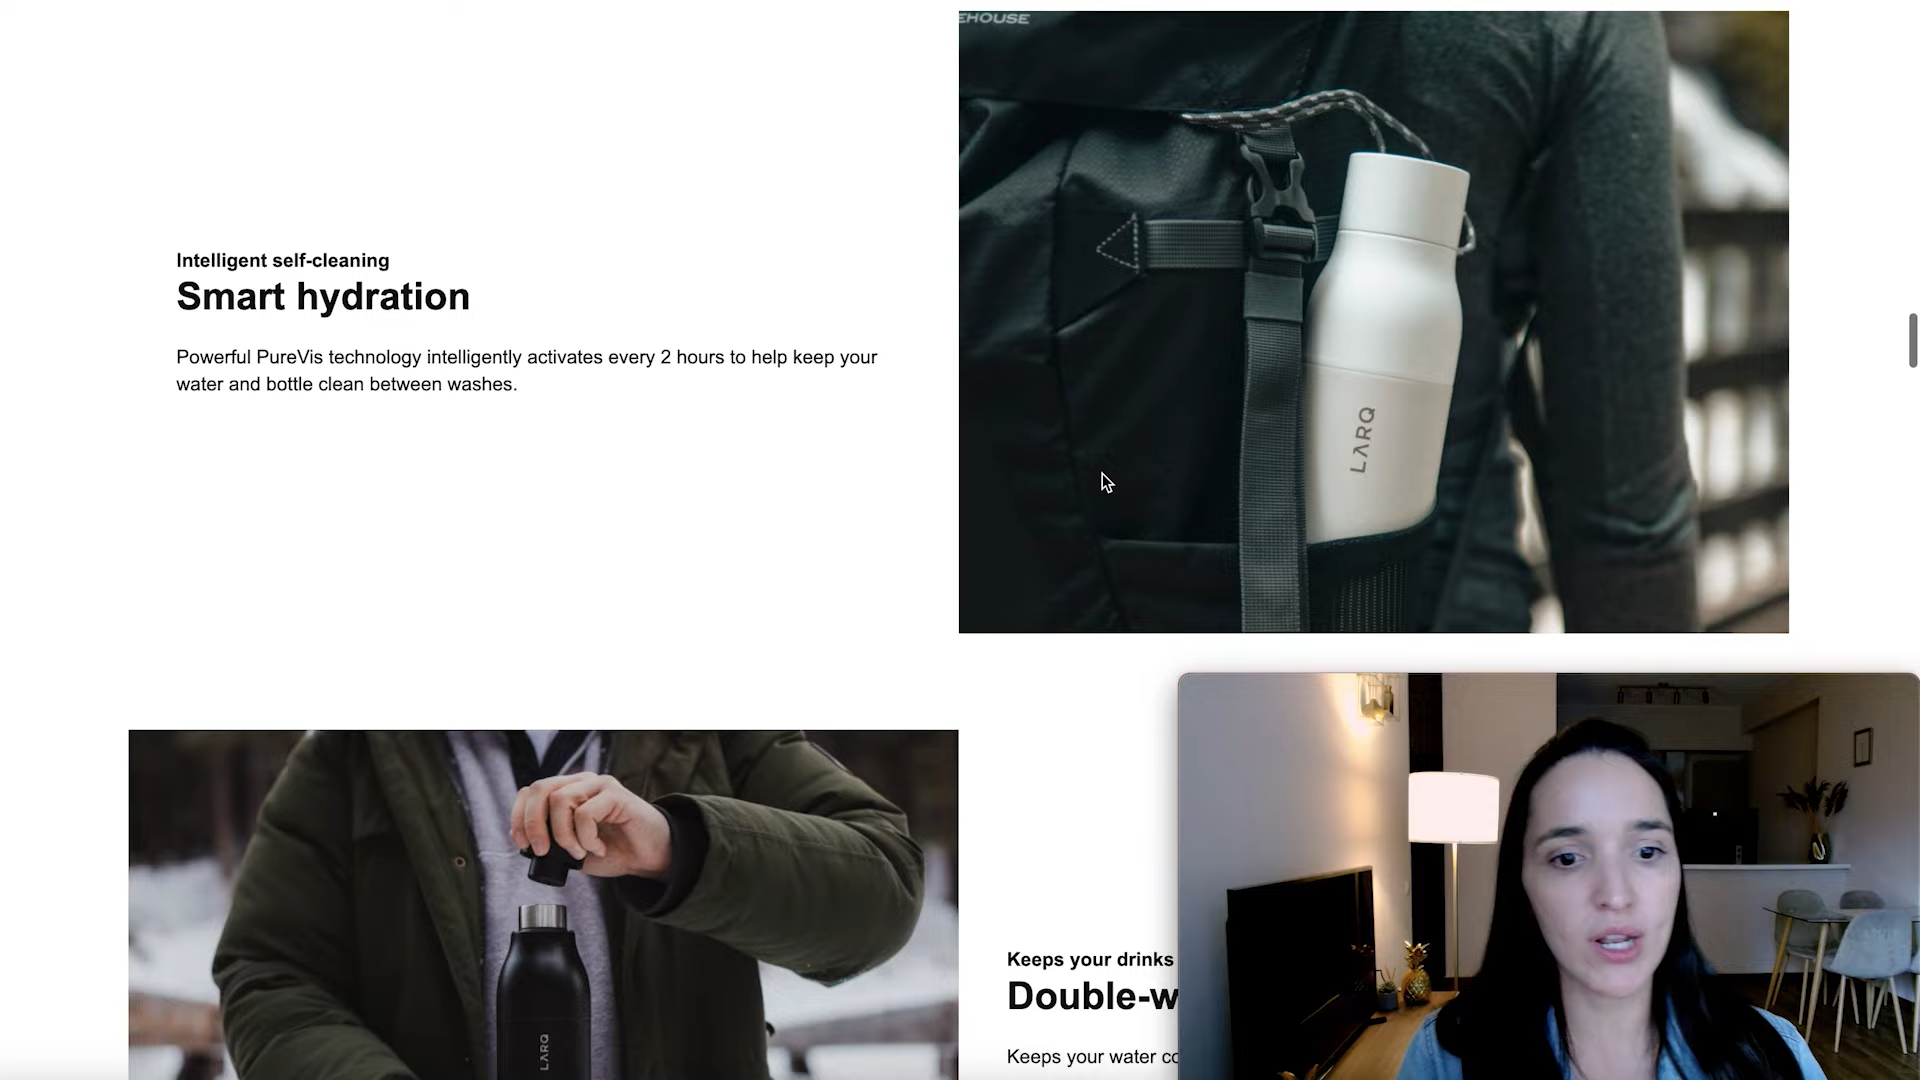 EHOUSE
Intelligent self-cleaning
Smart hydration
Powerful PureVis technology intelligently activates every 2 hours to help keep your
water and bottle clean between washes.
LARQ
LARQ
Keeps your drinks
Double-w
Keeps your water co